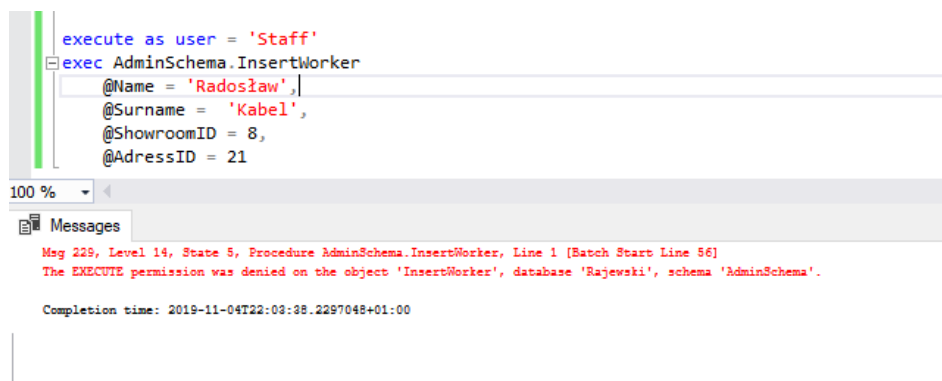 execute as user = 'Staff'
exec AdminSchema.InsertWorker
@Name = 'Radosław',
@Surname = 'Kabel',
@ShowroomID = 8,
@AdressID = 21
100 %
Messages
Msg 229, Level 14, State 5, Procedure AdminSchema.InsertWorker, Line 1 [Batch Start Line 56]
The EXECUTE permission was denied on the object 'InsertWorker', database 'Rajewski', schema 'AdminSchema'.
Completion time: 2019-11-04T22:03:38.2297048+01:00